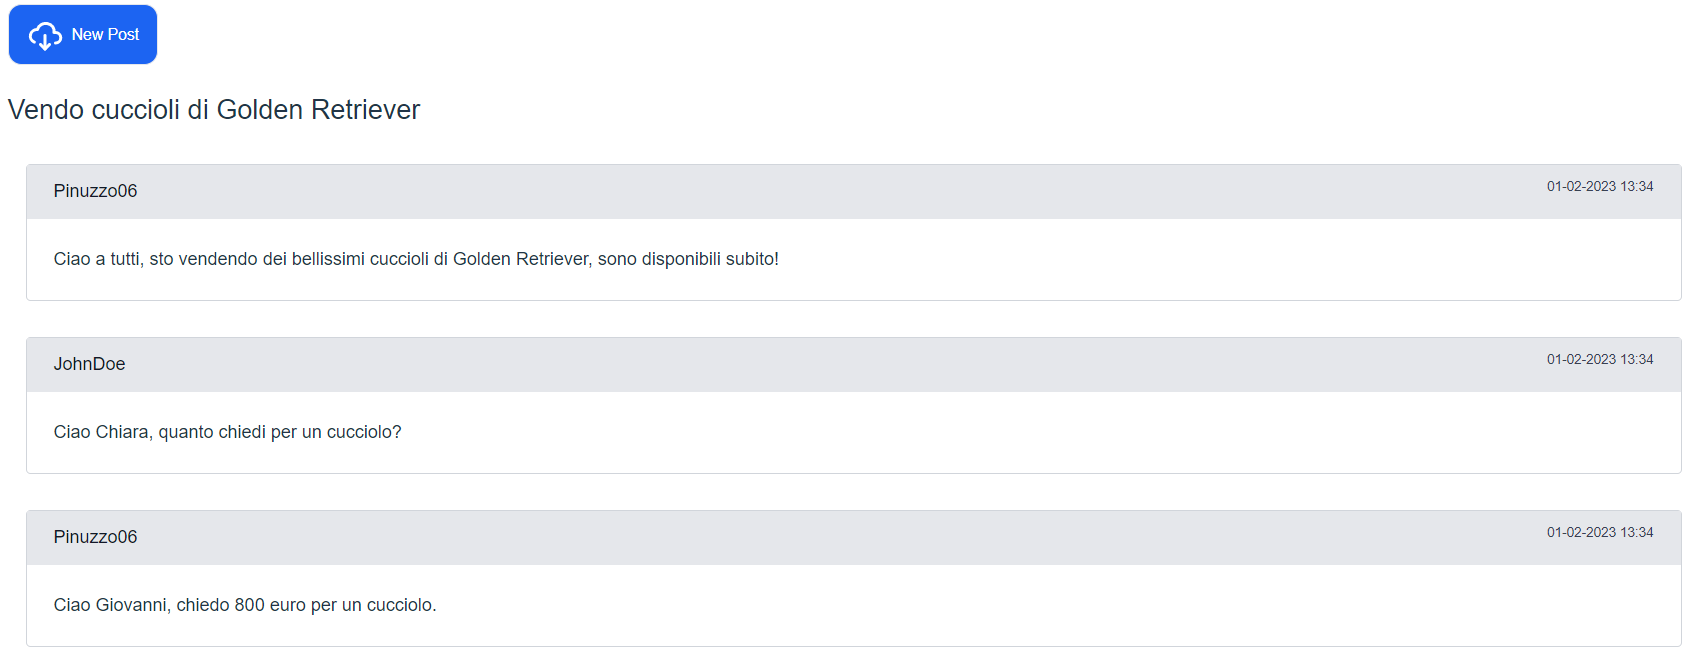 New Post
Vendo cuccioli di Golden Retriever
Pinuzzo06
01-02-2023 13:34
Ciao a tutti, sto vendendo dei bellissimi cuccioli di Golden Retriever, sono disponibili subito!
JohnDoe
01-02-2023 13:34
Ciao Chiara, quanto chiedi per un cucciolo?
Pinuzzo06
01-02-2023 13:34
Ciao Giovanni, chiedo 800 euro per un cucciolo.